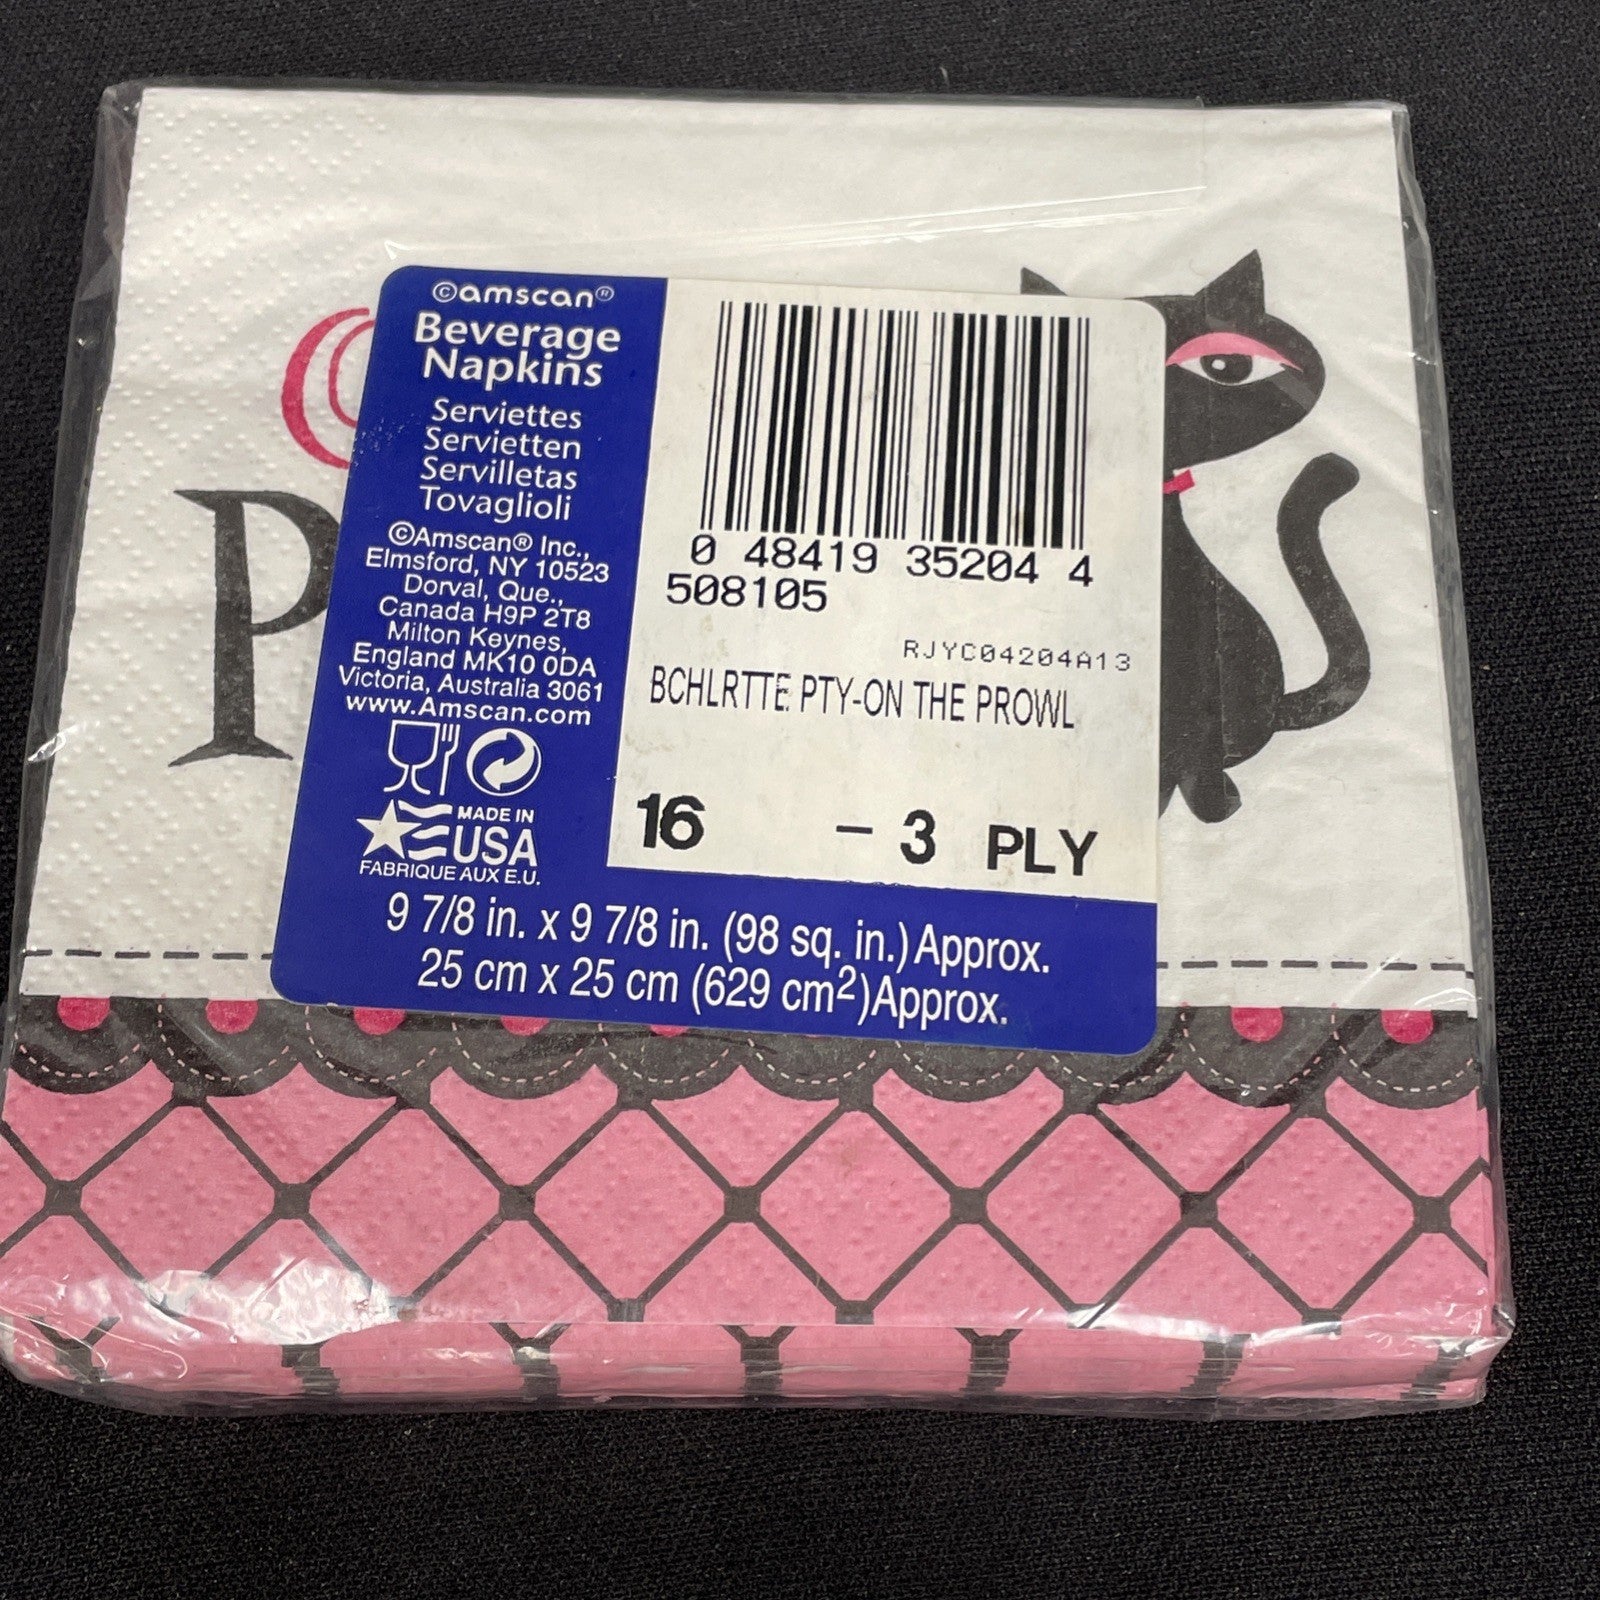 ©amscan®
Beverage
Napkins
Serviettes
Servietten
Servilletas
Tovaglioli
©Amscan® Inc.,
Elmsford, NY 10523
Dorval, Que.,
Canada H9P 2T8
Milton Keynes,
England MK10 0DA
Victoria, Australia 3061
www.Amscan.com
MADE IN
USA
FABRIQUE AUX E.U.
0 48419 35204 4
508105
RJYC04204A13
BCHLRTTE PTY-ON THE PROWL
16 - 3 PLY
9 7/8 in. x 9 7/8 in. (98 sq. in.) Approx.
25 cm x 25 cm (629 cm²) Approx.
P